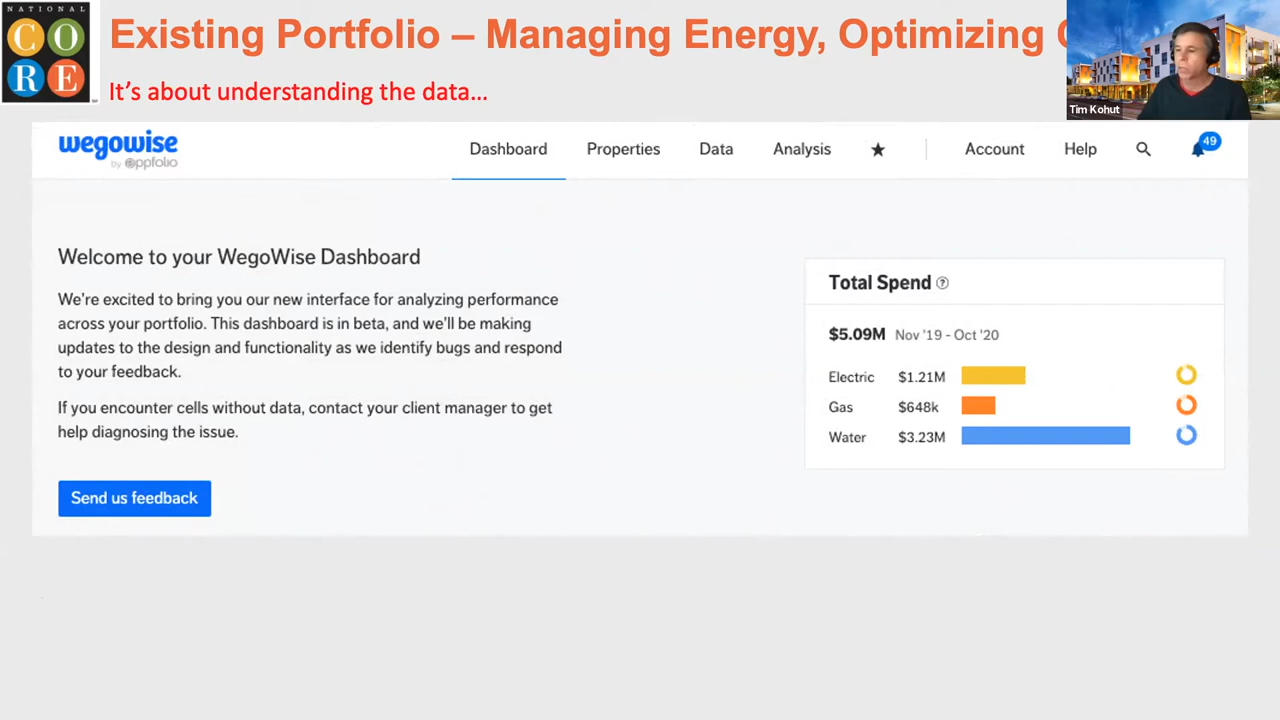 NATIONAL
CORE
Existing Portfolio – Managing Energy, Optimizing
It's about understanding the data...
Tim Kohut
wegowise
by appfolio
Dashboard Properties Data Analysis ★ Account Help 49
Welcome to your WegoWise Dashboard
We're excited to bring you our new interface for analyzing performance
across your portfolio. This dashboard is in beta, and we'll be making
updates to the design and functionality as we identify bugs and respond
to your feedback.
If you encounter cells without data, contact your client manager to get
help diagnosing the issue.
Send us feedback
Total Spend ?
$5.09M Nov '19 - Oct '20
Electric $1.21M
Gas $648k
Water $3.23M